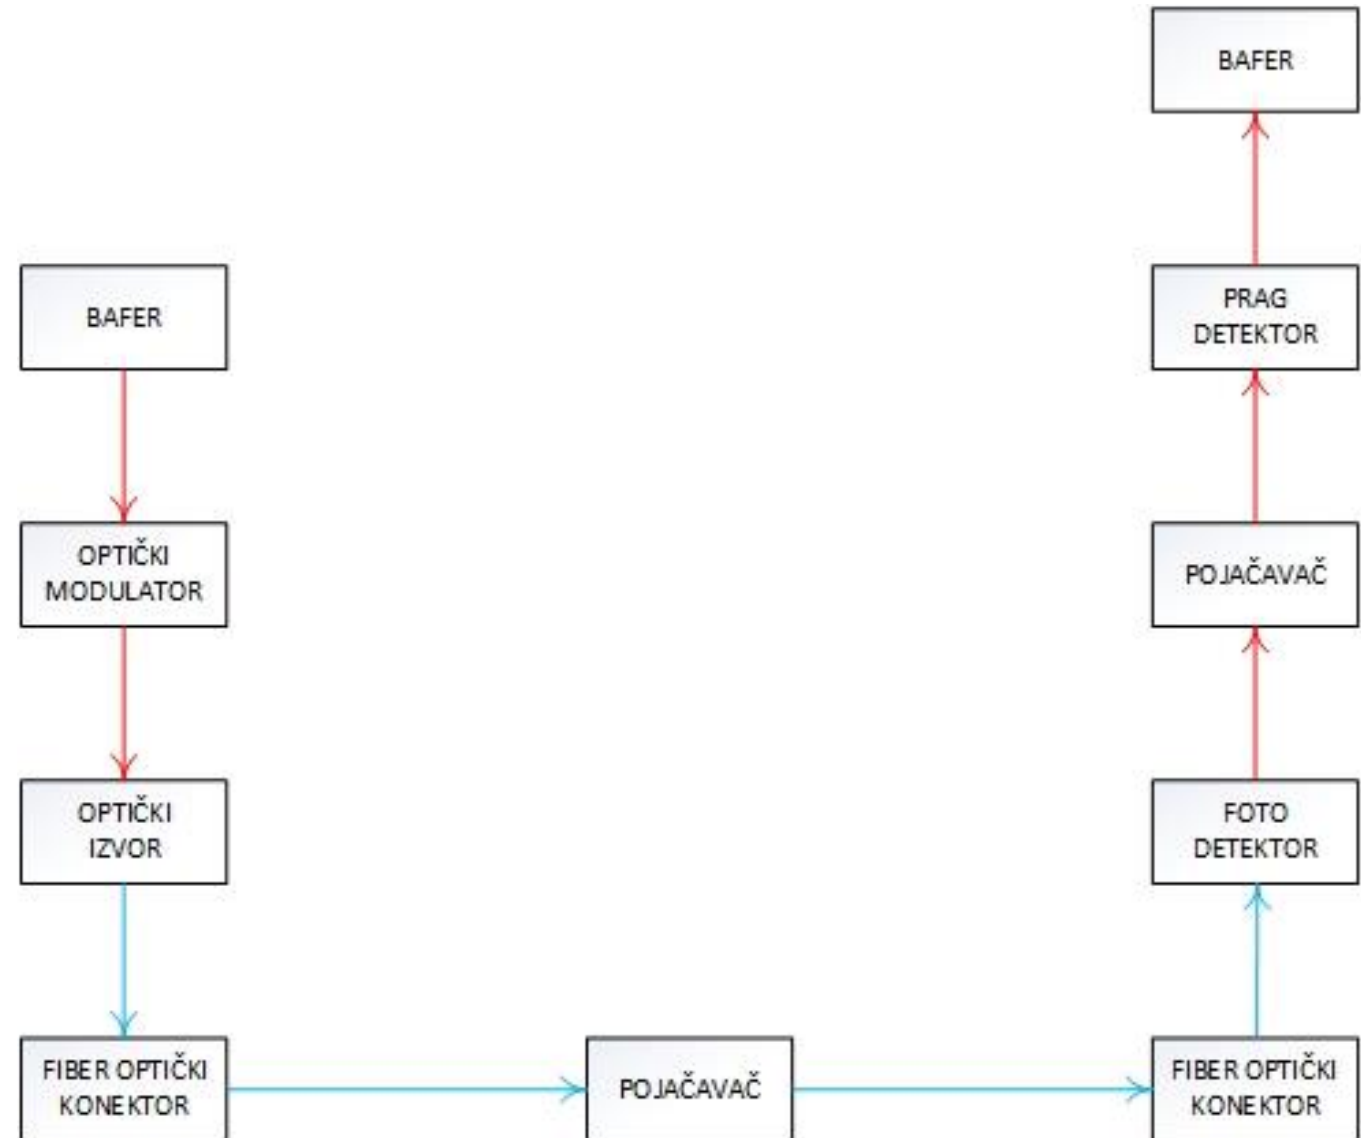 BAFER
OPTIČKI
MODULATOR
OPTIČKI
IZVOR
FIBER OPTIČKI
KONEKTOR
POJAČAVAČ
FIBER OPTIČKI
KONEKTOR
FOTO
DETEKTOR
POJAČAVAČ
PRAG
DETEKTOR
BAFER